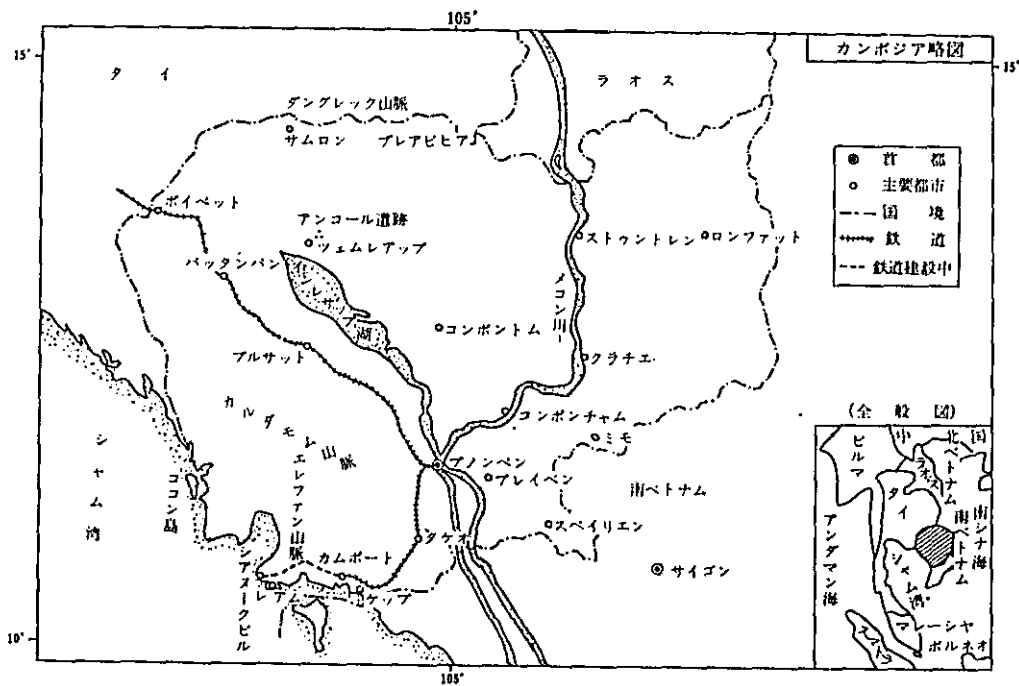 105°
15°
カンボジア略図
15°
タイ
ラオス
ダングレック山脈
サムロン
プレアビヒア
首都
主要都市
国境
鉄道
鉄道建設中
ポイペット
アンコール遺跡
シェムレアップ
ストゥントレン
ロンファット
バッタンバン
トンレサップ湖
メコン川
コンポントム
プルサット
クラチエ
カルダモン山脈
コンポンチャム
ミモ
シャム湾
ココン島
エレファン山脈
プノンペン
プレイベン
南ベトナム
スベイリエン
タケオ
カムポート
サイゴン
シアヌークビル
レアム
ケップ
10°
105°
(全般図)
ビルマ
中国
北ベトナム
ラオス
タイ
南ベトナム
南シナ海
アンダマン海
シャム湾
マレーシヤ
ボルネオ
スマトラ